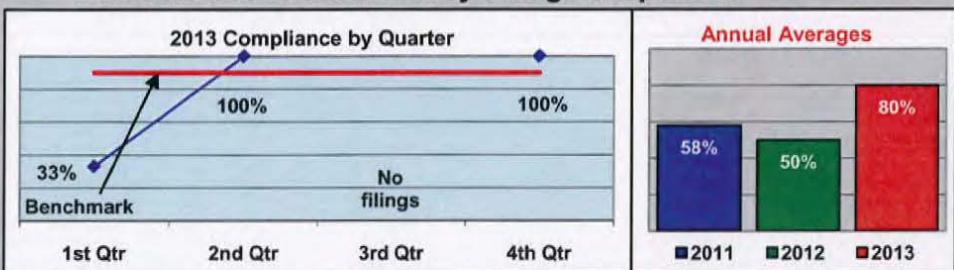 2013 Compliance by Quarter
100%
100%
33%
No
filings
Benchmark
1st Qtr
2nd Qtr
3rd Qtr
4th Qtr
Annual Averages
58%
50%
80%
2011
2012
2013